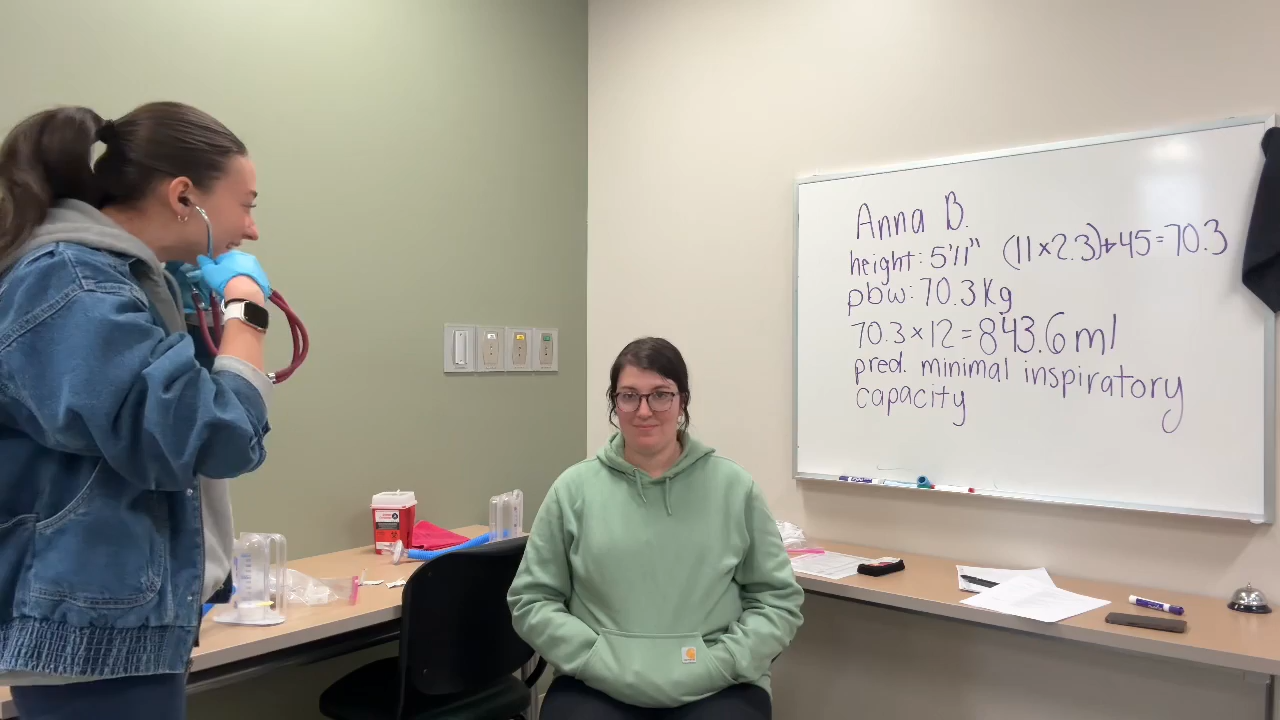 Anna B.
height: 5'11" (11×2.3)+45=70.3
pbw: 70.3 Kg
70.3×12=843.6 ml
pred. minimal inspiratory
capacity